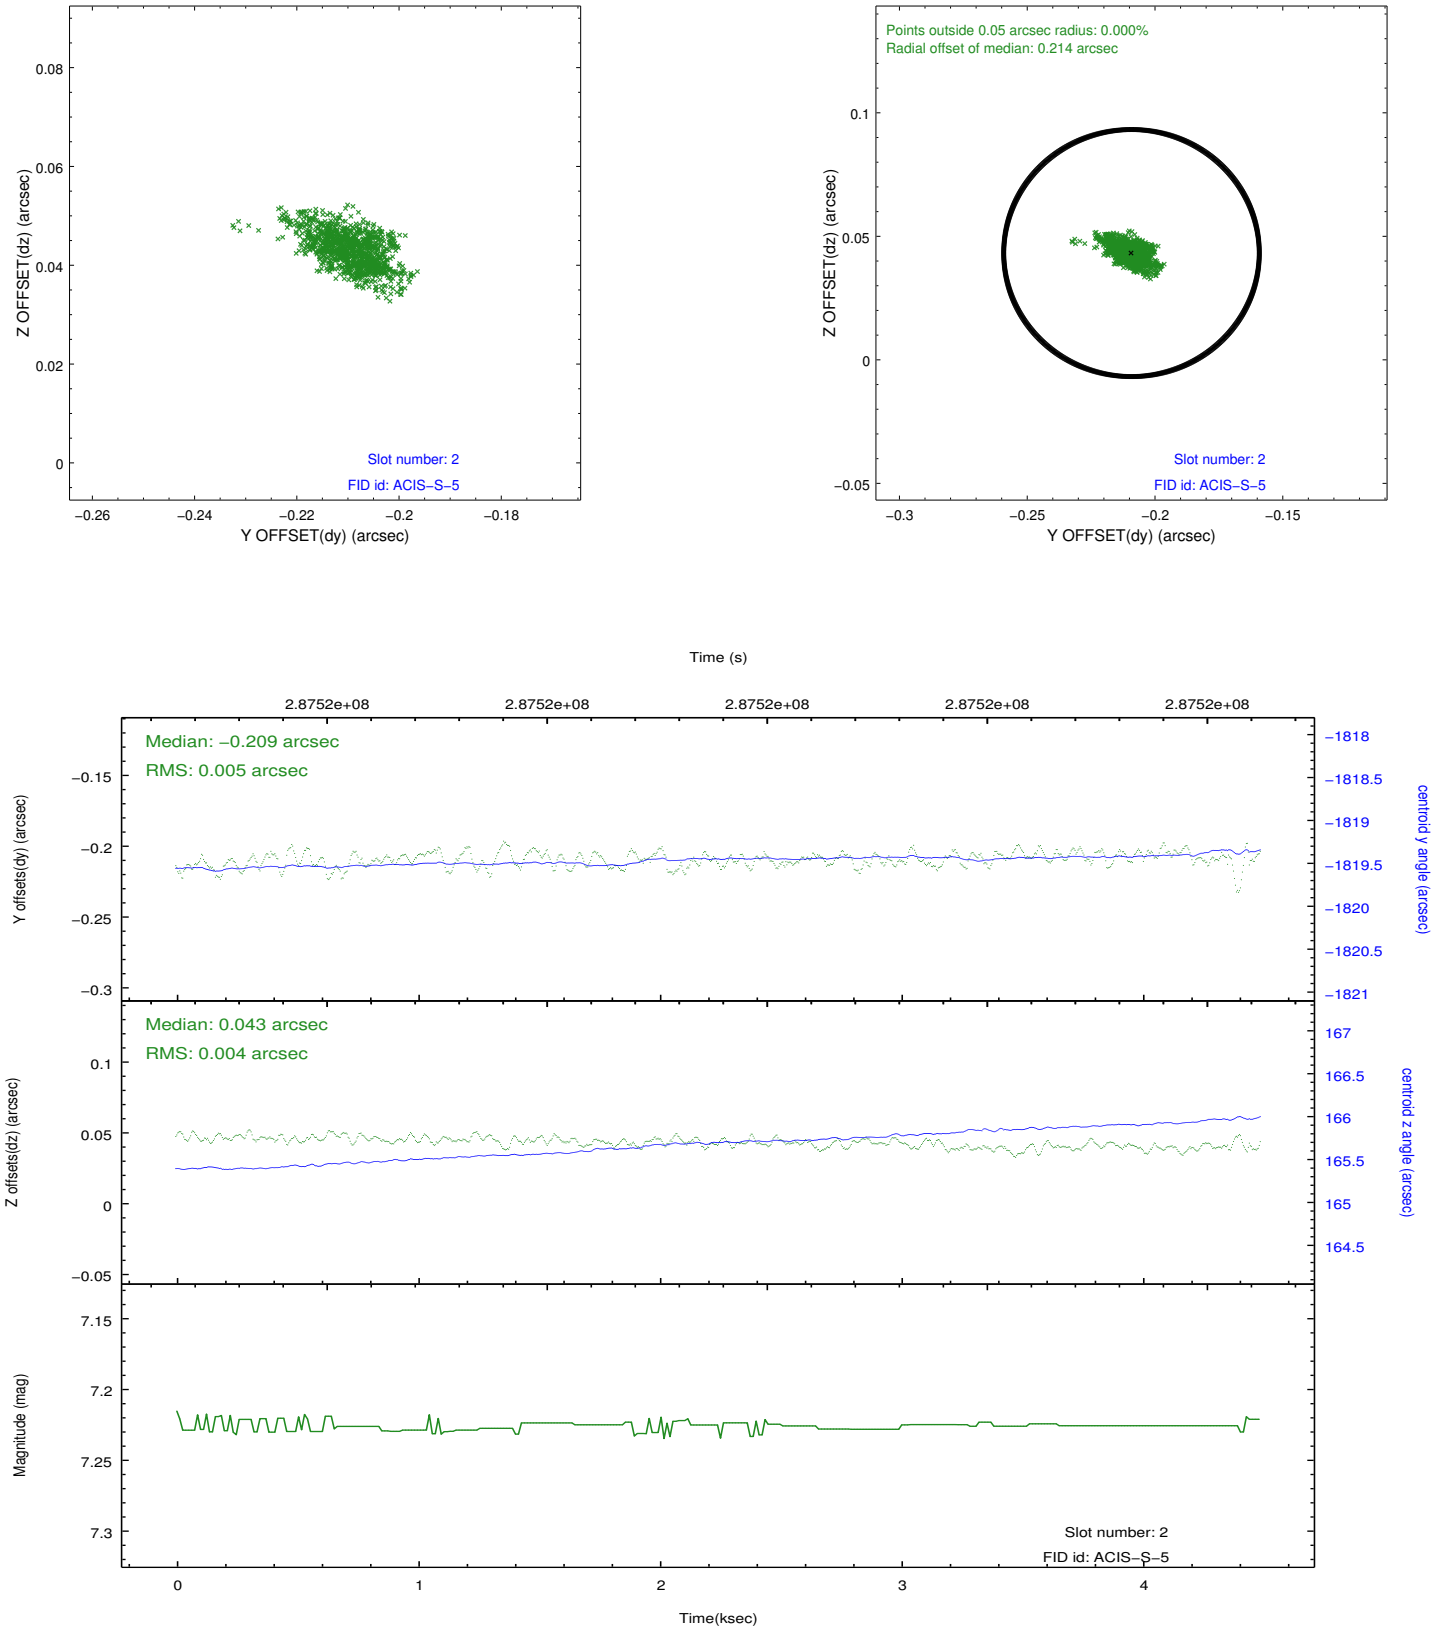 0.08
0.06
0.04
0.02
0
Z OFFSET(dz) (arcsec)
Slot number: 2
FID id: ACIS−S−5
−0.26 −0.24 −0.22 −0.2 −0.18
Y OFFSET(dy) (arcsec)
Points outside 0.05 arcsec radius: 0.000%
Radial offset of median: 0.214 arcsec
0.1
0.05
0
−0.05
Z OFFSET(dz) (arcsec)
Slot number: 2
FID id: ACIS−S−5
−0.3 −0.25 −0.2 −0.15
Y OFFSET(dy) (arcsec)
Time (s)
2.8752e+08 2.8752e+08 2.8752e+08 2.8752e+08 2.8752e+08
Median: −0.209 arcsec
RMS: 0.005 arcsec
−0.15
−0.2
−0.25
−0.3
Y offsets(dy) (arcsec)
−1818
−1818.5
−1819
−1819.5
−1820
−1820.5
−1821
centroid y angle (arcsec)
Median: 0.043 arcsec
RMS: 0.004 arcsec
0.1
0.05
0
−0.05
Z offsets(dz) (arcsec)
167
166.5
166
165.5
165
164.5
centroid z angle (arcsec)
7.15
7.2
7.25
7.3
Magnitude (mag)
Slot number: 2
FID id: ACIS−S−5
0 1 2 3 4
Time(ksec)